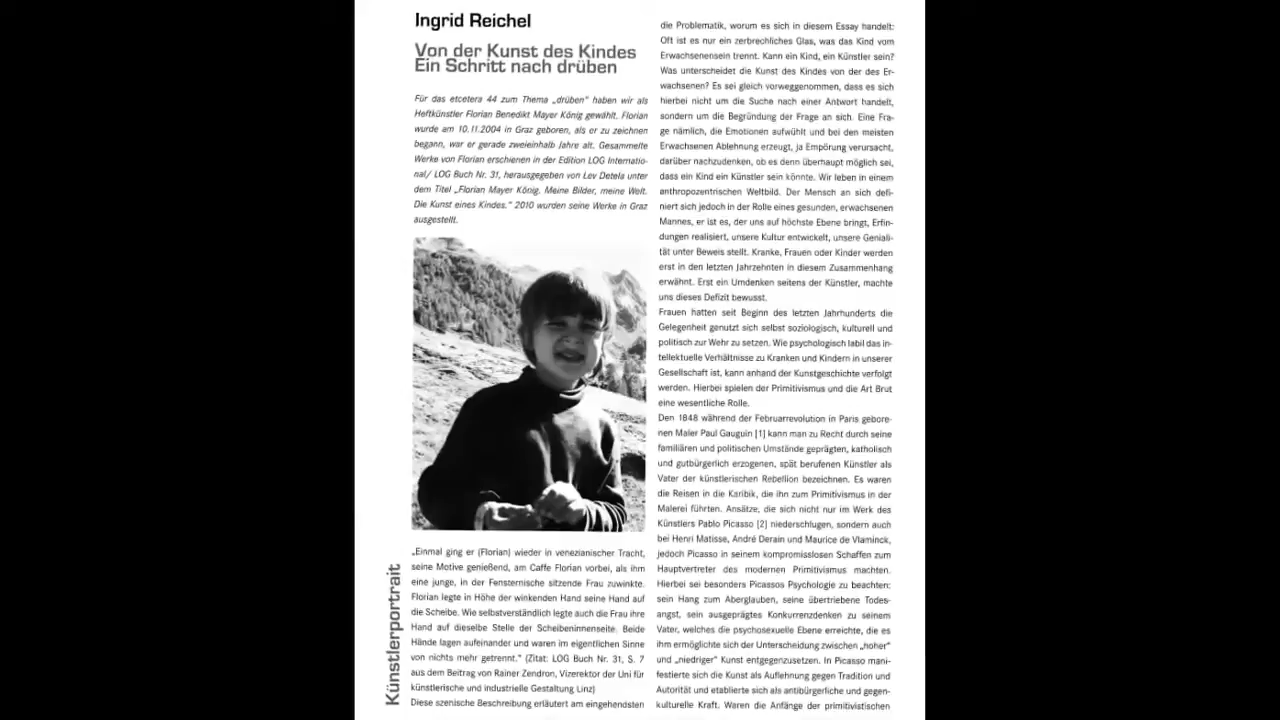 Ingrid Reichel
Von der Kunst des Kindes
Ein Schritt nach drüben
Für das etcetera 44 zum Thema „drüben" haben wir als
Heftkünstler Florian Benedikt Mayer König gewählt. Florian
wurde am 10.11.2004 in Graz geboren, als er zu zeichnen
begann, war er gerade zweieinhalb Jahre alt. Gesammelte
Werke von Florian erschienen in der Edition LOG Internatio-
nal/ LOG Buch Nr. 31, herausgegeben von Lev Detela unter
dem Titel „Florian Mayer König. Meine Bilder, meine Welt.
Die Kunst eines Kindes." 2010 wurden seine Werke in Graz
ausgestellt.
Künstlerportrait
„Einmal ging er (Florian) wieder in venezianischer Tracht,
seine Motive genießend, am Caffe Florian vorbei, als ihm
eine junge, in der Fensternische sitzende Frau zuwinkte.
Florian legte in Höhe der winkenden Hand seine Hand auf
die Scheibe. Wie selbstverständlich legte auch die Frau ihre
Hand auf dieselbe Stelle der Scheibeninnenseite. Beide
Hände lagen aufeinander und waren im eigentlichen Sinne
von nichts mehr getrennt." (Zitat: LOG Buch Nr. 31, S. 7
aus dem Beitrag von Rainer Zendron, Vizerektor der Uni für
künstlerische und industrielle Gestaltung Linz)
Diese szenische Beschreibung erläutert am eingehendsten
die Problematik, worum es sich in diesem Essay handelt:
Oft ist es nur ein zerbrechliches Glas, was das Kind vom
Erwachsenensein trennt. Kann ein Kind, ein Künstler sein?
Was unterscheidet die Kunst des Kindes von der des Er-
wachsenen? Es sei gleich vorweggenommen, dass es sich
hierbei nicht um die Suche nach einer Antwort handelt,
sondern um die Begründung der Frage an sich. Eine Fra-
ge nämlich, die Emotionen aufwühlt und bei den meisten
Erwachsenen Ablehnung erzeugt, ja Empörung verursacht,
darüber nachzudenken, ob es denn überhaupt möglich sei,
dass ein Kind ein Künstler sein könnte. Wir leben in einem
anthropozentrischen Weltbild. Der Mensch an sich defi-
niert sich jedoch in der Rolle eines gesunden, erwachsenen
Mannes, er ist es, der uns auf höchste Ebene bringt, Erfin-
dungen realisiert, unsere Kultur entwickelt, unsere Geniali-
tät unter Beweis stellt. Kranke, Frauen oder Kinder werden
erst in den letzten Jahrzehnten in diesem Zusammenhang
erwähnt. Erst ein Umdenken seitens der Künstler, machte
uns dieses Defizit bewusst.
Frauen hatten seit Beginn des letzten Jahrhunderts die
Gelegenheit genutzt sich selbst soziologisch, kulturell und
politisch zur Wehr zu setzen. Wie psychologisch labil das in-
tellektuelle Verhältnisse zu Kranken und Kindern in unserer
Gesellschaft ist, kann anhand der Kunstgeschichte verfolgt
werden. Hierbei spielen der Primitivismus und die Art Brut
eine wesentliche Rolle.
Den 1848 während der Februarrevolution in Paris gebore-
nen Maler Paul Gauguin [1] kann man zu Recht durch seine
familiären und politischen Umstände geprägten, katholisch
und gutbürgerlich erzogenen, spät berufenen Künstler als
Vater der künstlerischen Rebellion bezeichnen. Es waren
die Reisen in die Karibik, die ihn zum Primitivismus in der
Malerei führten. Ansätze, die sich nicht nur im Werk des
Künstlers Pablo Picasso [2] niederschlugen, sondern auch
bei Henri Matisse, André Derain und Maurice de Vlaminck,
jedoch Picasso in seinem kompromisslosen Schaffen zum
Hauptvertreter des modernen Primitivismus machten.
Hierbei sei besonders Picassos Psychologie zu beachten:
sein Hang zum Aberglauben, seine übertriebene Todes-
angst, sein ausgeprägtes Konkurrenzdenken zu seinem
Vater, welches die psychosexuelle Ebene erreichte, die es
ihm ermöglichte sich der Unterscheidung zwischen „hoher"
und „niedriger" Kunst entgegenzusetzen. In Picasso mani-
festierte sich die Kunst als Auflehnung gegen Tradition und
Autorität und etablierte sich als antibürgerliche und gegen-
kulturelle Kraft. Waren die Anfänge der primitivistischen